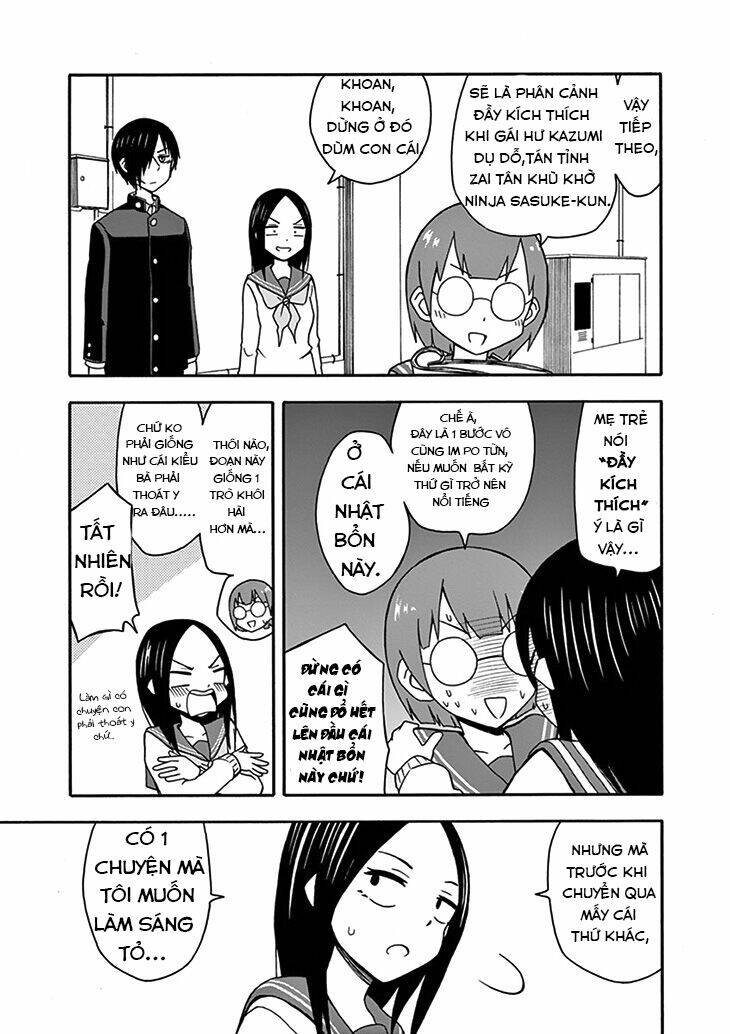 VẬY
TIẾP
THEO,
SẼ LÀ PHÂN CẢNH
ĐẦY KÍCH THÍCH
KHI GÁI HƯ KAZUMI
DỤ DỖ,TÁN TỈNH
ZAI TÂN KHÙ KHỜ
NINJA SASUKE-KUN.
KHOAN,
KHOAN,
DỪNG Ở ĐÓ
DÙM CON CÁI
MẸ TRẺ
NÓI
"ĐẦY
KÍCH
THÍCH"
Ý LÀ GÌ
VẬY...
CHẾ À,
ĐÂY LÀ 1 BƯỚC VÔ
CÙNG IM PO TỪN,
NẾU MUỐN BẤT KỲ
THỨ GÌ TRỞ NÊN
NỔI TIẾNG
Ở
CÁI
NHẬT
BỔN
NÀY.
ĐỪNG CÓ
CÁI GÌ
CŨNG ĐỔ HẾT
LÊN ĐẦU CÁI
NHẬT BỔN
NÀY CHỨ!
THÔI NÀO,
ĐOẠN NÀY
GIỐNG 1
TRÒ KHÔI
HÀI
HƠN MÀ...
CHỨ KO
PHẢI GIỐNG
NHƯ CÁI KIỂU
BÀ PHẢI
THOÁT Y
RA ĐÂU.....
TẤT
NHIÊN
RỒI!
Làm gì có
chuyện con
phải thoát y
chứ..
NHƯNG MÀ
TRƯỚC KHI
CHUYỂN QUA
MẤY CÁI
THỨ KHÁC,
CÓ 1
CHUYỆN MÀ
TÔI MUỐN
LÀM SÁNG
TỎ...